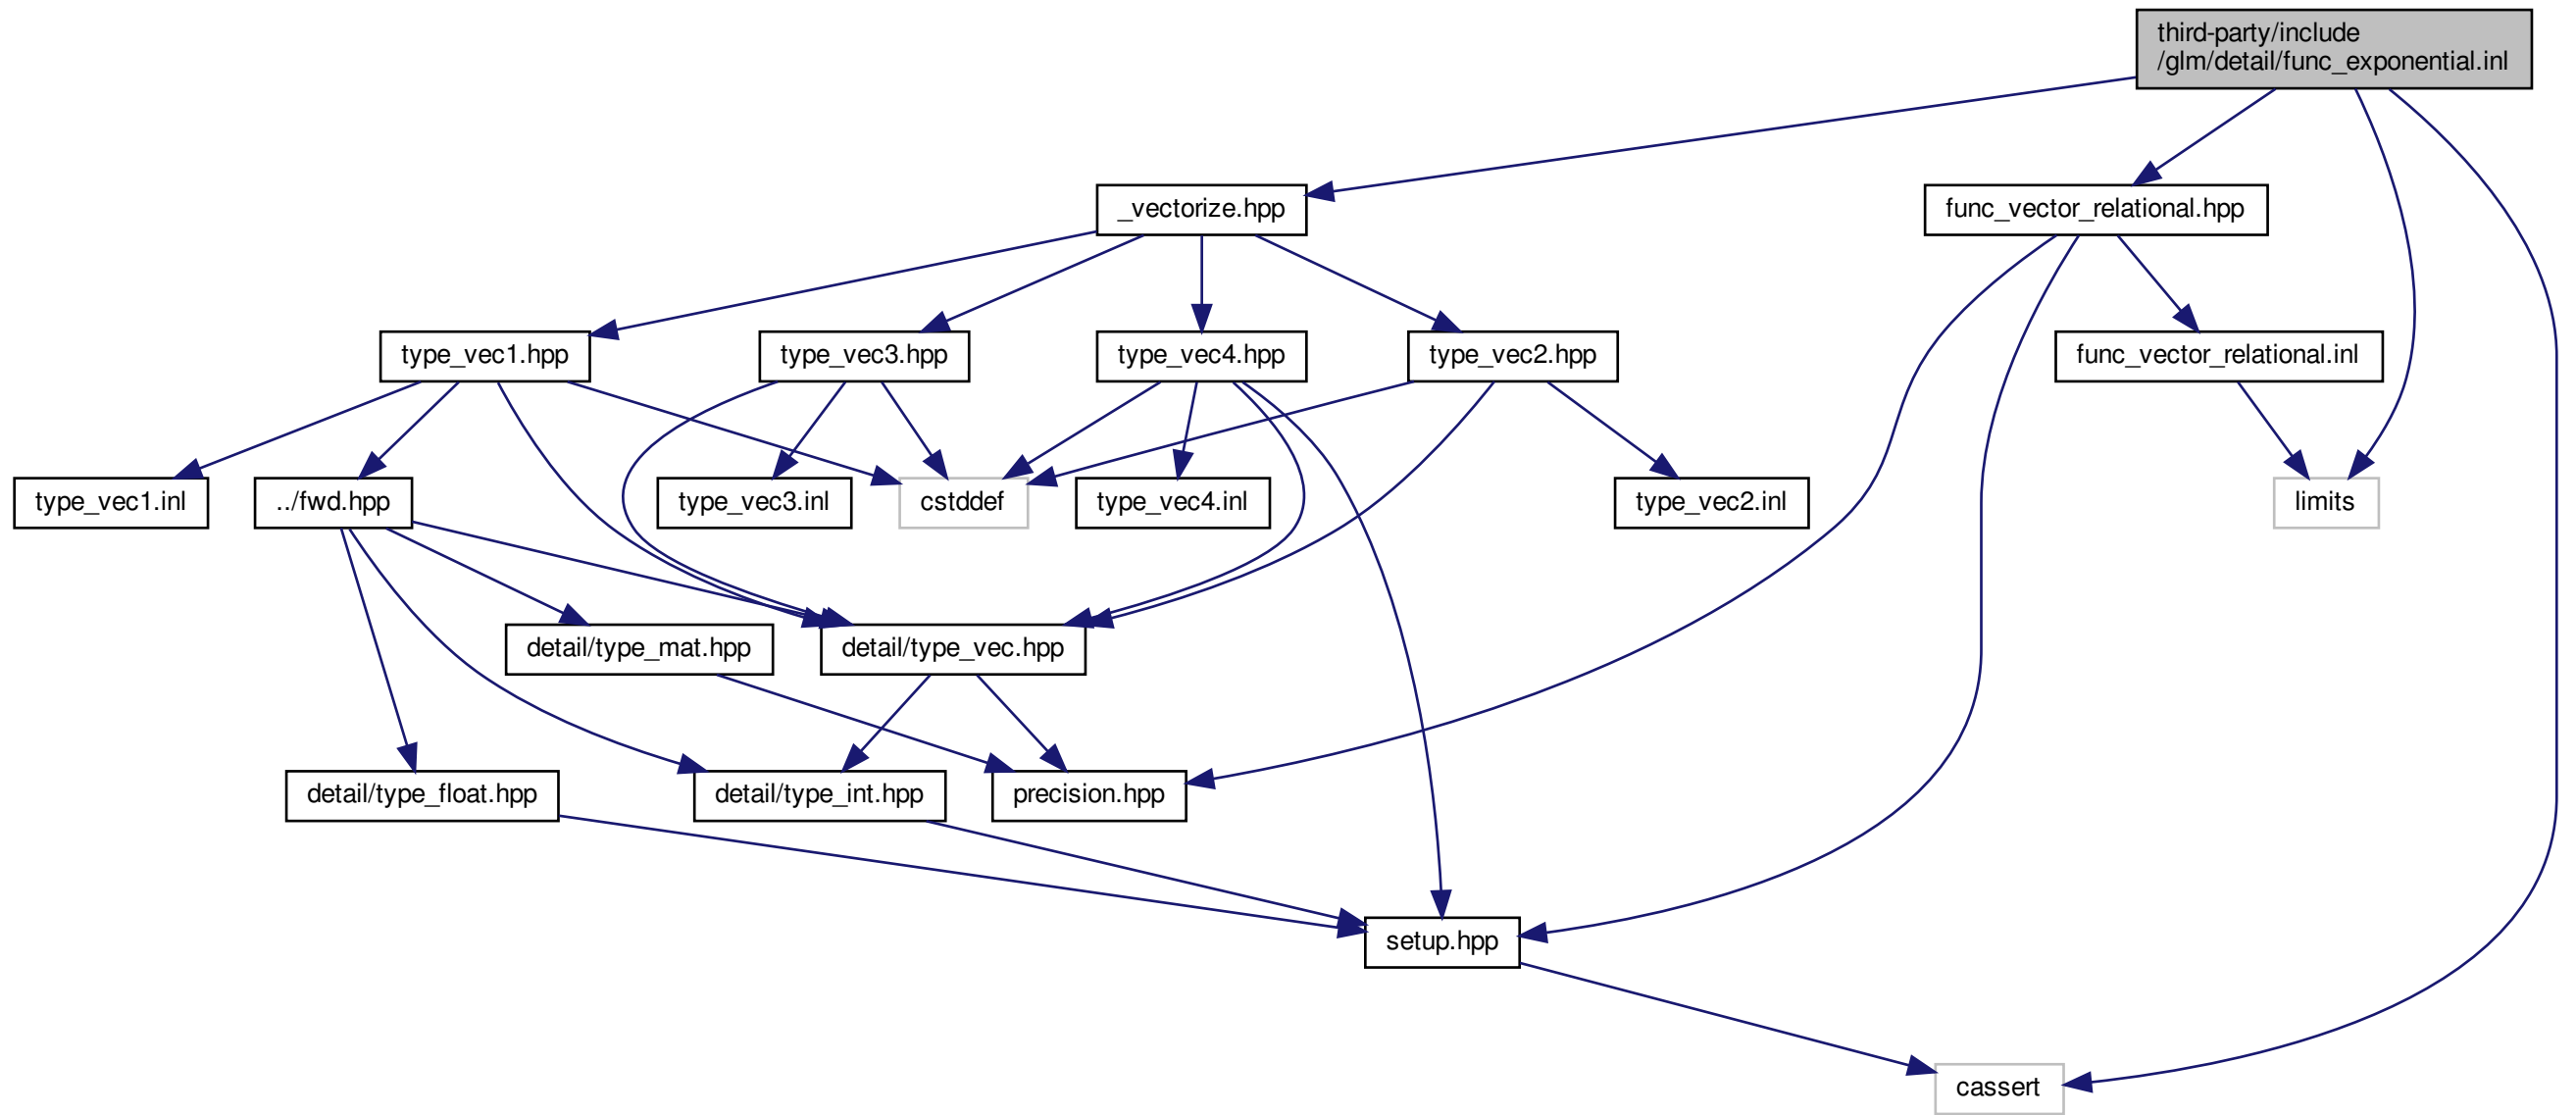 third-party/include
/glm/detail/func_exponential.inl
_vectorize.hpp
func_vector_relational.hpp
type_vec1.hpp
type_vec3.hpp
type_vec4.hpp
type_vec2.hpp
func_vector_relational.inl
type_vec1.inl
../fwd.hpp
type_vec3.inl
cstddef
type_vec4.inl
type_vec2.inl
limits
detail/type_mat.hpp
detail/type_vec.hpp
detail/type_float.hpp
detail/type_int.hpp
precision.hpp
setup.hpp
cassert